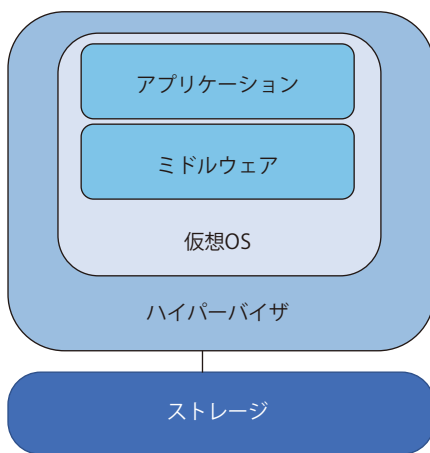 アプリケーション
ミドルウェア
仮想OS
ハイパーバイザ
ストレージ